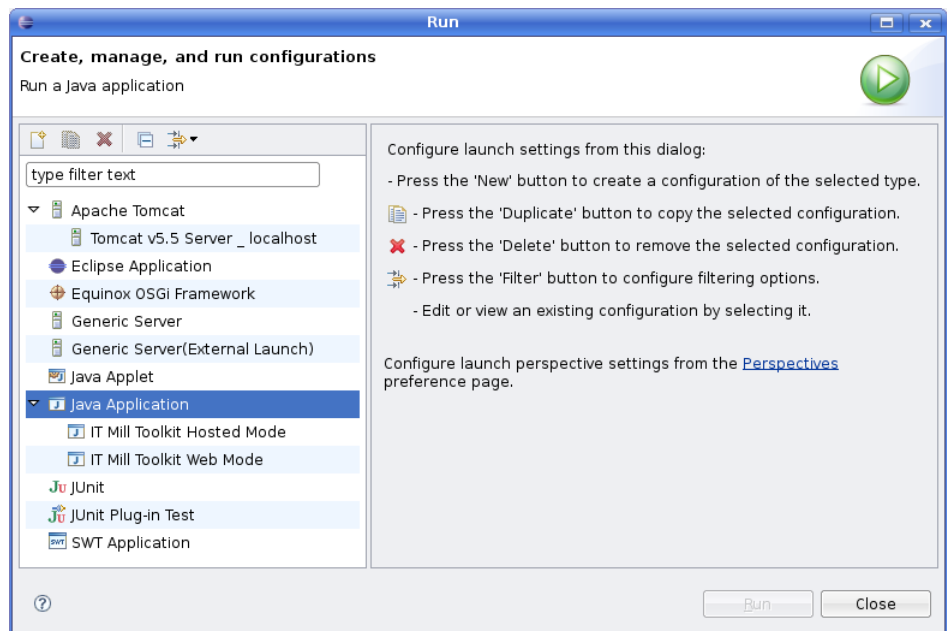 Run
Create, manage, and run configurations
Run a Java application
type filter text
Apache Tomcat
Tomcat v5.5 Server _ localhost
Eclipse Application
Equinox OSGi Framework
Generic Server
Generic Server(External Launch)
Java Applet
Java Application
IT Mill Toolkit Hosted Mode
IT Mill Toolkit Web Mode
JUnit
JUnit Plug-in Test
SWT Application
Configure launch settings from this dialog:
- Press the 'New' button to create a configuration of the selected type.
- Press the 'Duplicate' button to copy the selected configuration.
- Press the 'Delete' button to remove the selected configuration.
- Press the 'Filter' button to configure filtering options.
- Edit or view an existing configuration by selecting it.
Configure launch perspective settings from the Perspectives
preference page.
Run
Close